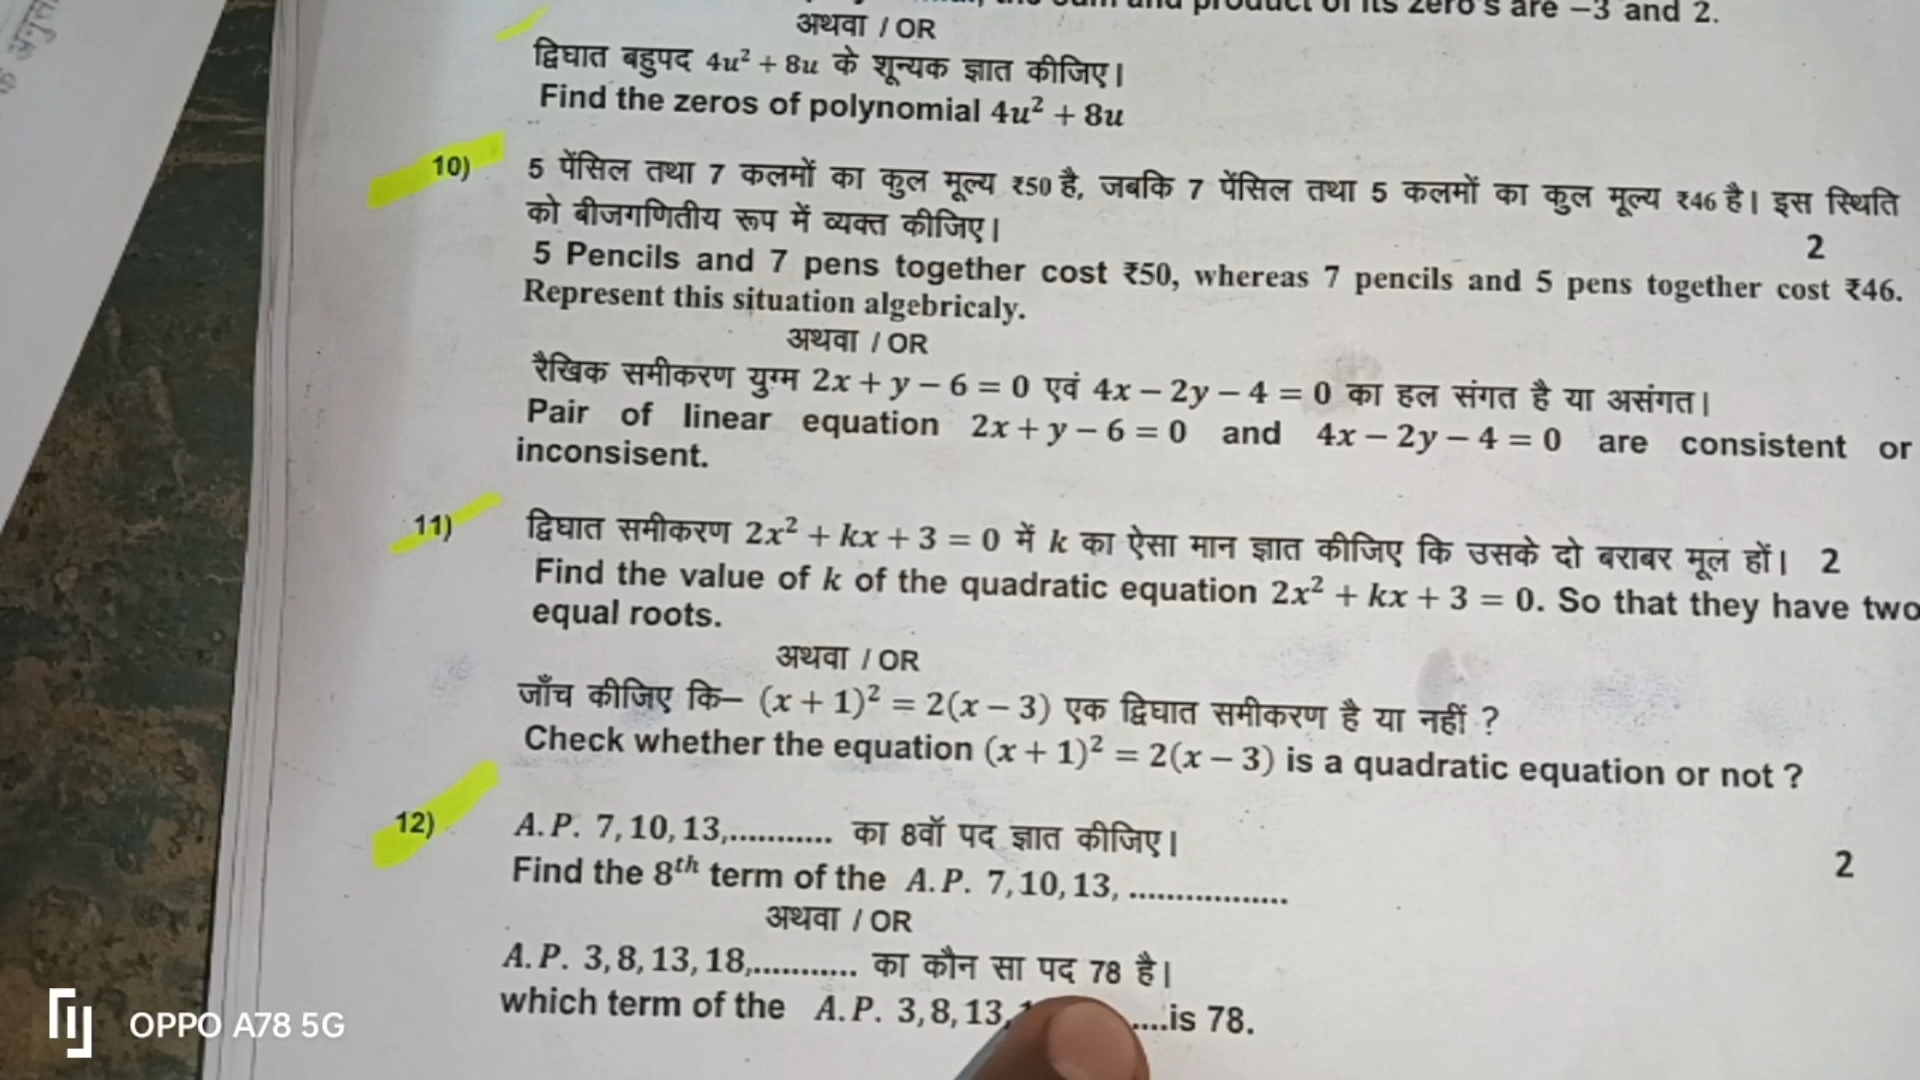 product of its zero's are −3 and 2.
अथवा / OR
द्विघात बहुपद 4u² + 8u के शून्यक ज्ञात कीजिए।
Find the zeros of polynomial 4u² + 8u
10) 5 पेंसिल तथा 7 कलमों का कुल मूल्य ₹50 है, जबकि 7 पेंसिल तथा 5 कलमों का कुल मूल्य ₹46 है। इस स्थिति
को बीजगणितीय रूप में व्यक्त कीजिए। 2
5 Pencils and 7 pens together cost ₹50, whereas 7 pencils and 5 pens together cost ₹46.
Represent this situation algebricaly.
अथवा / OR
रैखिक समीकरण युग्म 2x + y − 6 = 0 एवं 4x − 2y − 4 = 0 का हल संगत है या असंगत।
Pair of linear equation 2x + y − 6 = 0 and 4x − 2y − 4 = 0 are consistent or
inconsisent.
11) द्विघात समीकरण 2x² + kx + 3 = 0 में k का ऐसा मान ज्ञात कीजिए कि उसके दो बराबर मूल हों। 2
Find the value of k of the quadratic equation 2x² + kx + 3 = 0. So that they have two
equal roots.
अथवा / OR
जाँच कीजिए कि− (x + 1)² = 2(x − 3) एक द्विघात समीकरण है या नहीं ?
Check whether the equation (x + 1)² = 2(x − 3) is a quadratic equation or not ?
12) A.P. 7, 10, 13,........... का 8वॉ पद ज्ञात कीजिए।
Find the 8ᵗʰ term of the A.P. 7, 10, 13, ................. 2
अथवा / OR
A.P. 3, 8, 13, 18,........... का कौन सा पद 78 है।
which term of the A.P. 3, 8, 13, ....is 78.
OPPO A78 5G